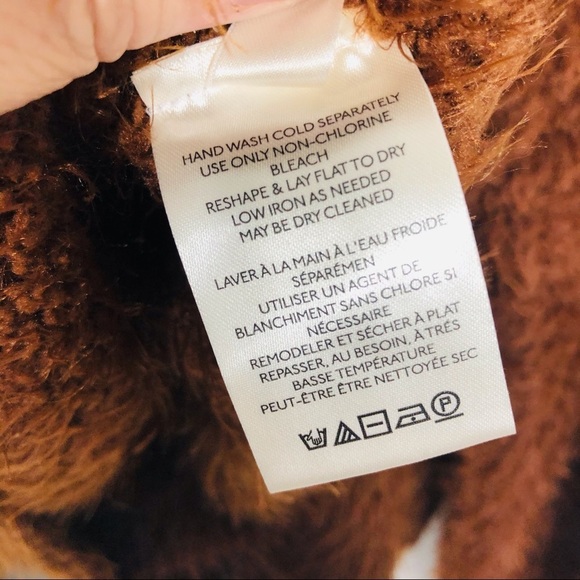 HAND WASH COLD SEPARATELY
USE ONLY NON-CHLORINE
BLEACH
RESHAPE & LAY FLAT TO DRY
LOW IRON AS NEEDED
MAY BE DRY CLEANED
LAVER À LA MAIN À L'EAU FROIDE
SÉPARÉMEN
UTILISER UN AGENT DE
BLANCHIMENT SANS CHLORE SI
NÉCESSAIRE
REMODELER ET SÉCHER À PLAT
REPASSER, AU BESOIN, À TRÉS
BASSE TEMPÉRATURE
PEUT-ÊTRE ÊTRE NETTOYÉE SEC
P